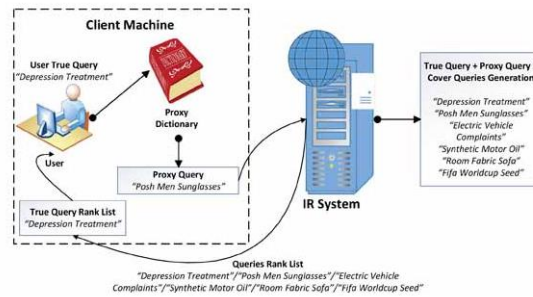 Client Machine
User True Query
"Depression Treatment"
User
Proxy
Dictionary
Proxy Query
"Posh Men Sunglasses"
True Query Rank List
"Depression Treatment"
IR System
True Query + Proxy Query
Cover Queries Generation
"Depression Treatment"
"Posh Men Sunglasses"
"Electric Vehicle
Complaints"
"Synthetic Motor Oil"
"Room Fabric Sofa"
"Fifa Worldcup Seed"
Queries Rank List
"Depression Treatment"/"Posh Men Sunglasses"/"Electric Vehicle
Complaints"/"Synthetic Motor Oil"/"Room Fabric Sofa"/"Fifa Worldcup Seed"